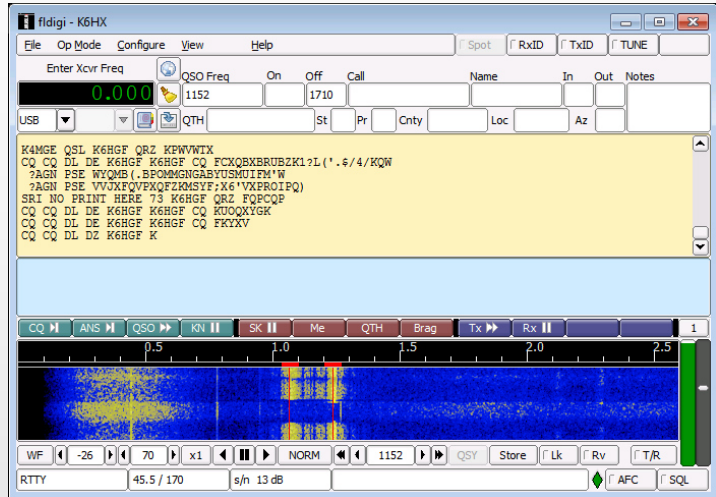 fldigi - K6HX
File Op Mode Configure View Help Spot RxID TxID TUNE
Enter Xcvr Freq QSO Freq On Off Call Name In Out Notes
0.000 1152 1710
USB QTH St Pr Cnty Loc Az
K4MGE QSL K6HGF QRZ KPWVWTX
CQ CQ DL DE K6HGF K6HGF CQ FCXQBXBRUBZK1?L('.$/4/KQW
?AGN PSE WYQMB(.BPOMMGNGABYUSMUIFM'W
?AGN PSE VVJXFQVPXQFZKMSYF;X6'VXPROIPQ)
SRI NO PRINT HERE 73 K6HGF QRZ FQPCQP
CQ CQ DL DE K6HGF K6HGF CQ KUOQXYGK
CQ CQ DL DE K6HGF K6HGF CQ FKYXV
CQ CQ DL DZ K6HGF K
CQ ANS QSO KN SK Me QTH Brag Tx Rx 1
0.5 1.0 1.5 2.0 2.5
WF -26 70 x1 NORM 1152 QSY Store Lk Rv T/R
RTTY 45.5 / 170 s/n 13 dB AFC SQL